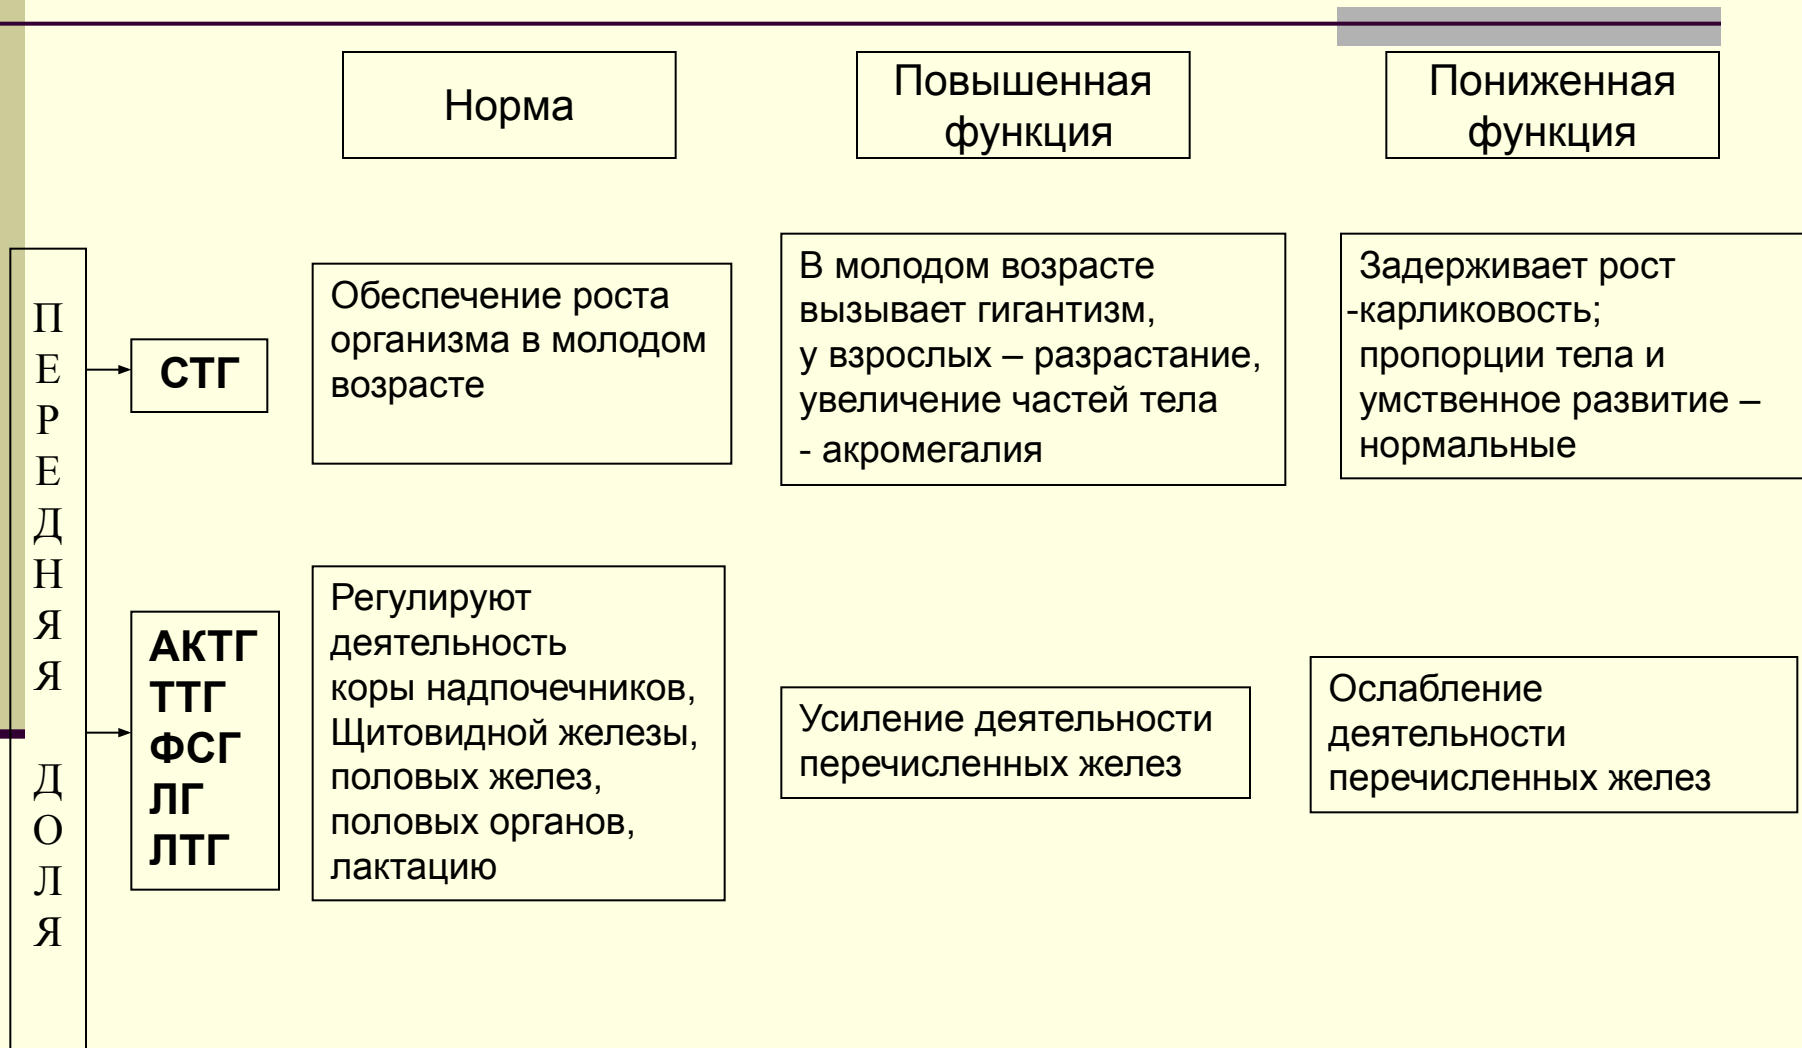 Норма
Повышенная
функция
Пониженная
функция
П
Е
Р
Е
Д
Н
Я
Я
Д
О
Л
Я
СТГ
Обеспечение роста
организма в молодом
возрасте
В молодом возрасте
вызывает гигантизм,
у взрослых – разрастание,
увеличение частей тела
- акромегалия
Задерживает рост
-карликовость;
пропорции тела и
умственное развитие –
нормальные
АКТГ
ТТГ
ФСГ
ЛГ
ЛТГ
Регулируют
деятельность
коры надпочечников,
Щитовидной железы,
половых желез,
половых органов,
лактацию
Усиление деятельности
перечисленных желез
Ослабление
деятельности
перечисленных желез